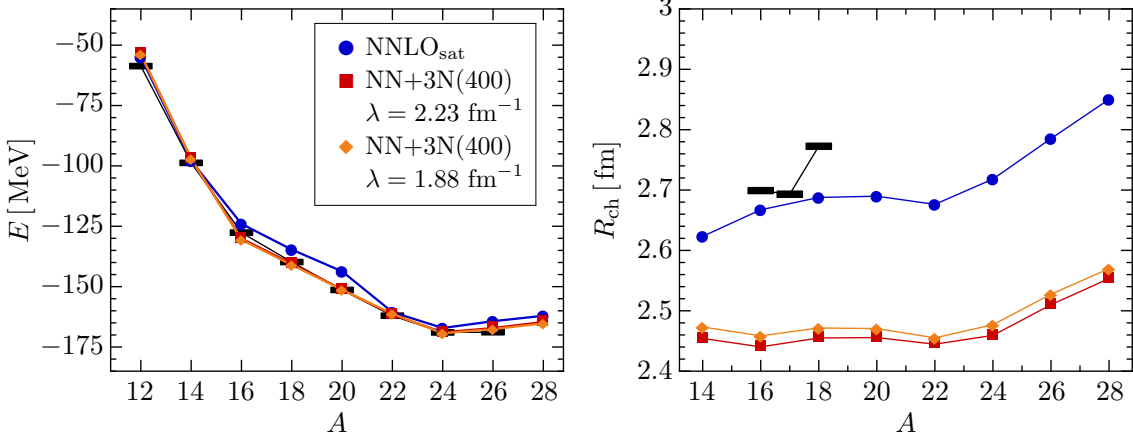 −50
−75
−100
−125
−150
−175
E [ MeV]
12 14 16 18 20 22 24 26 28
A
NNLOsat
NN+3N(400)
λ = 2.23 fm⁻¹
NN+3N(400)
λ = 1.88 fm⁻¹
3
2.9
2.8
2.7
2.6
2.5
2.4
Rch [ fm]
14 16 18 20 22 24 26 28
A